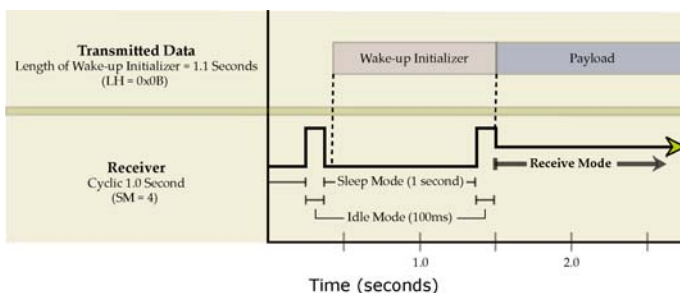 Transmitted Data
Length of Wake-up Initializer = 1.1 Seconds
(LH = 0x0B)
Wake-up Initializer
Payload
Receiver
Cyclic 1.0 Second
(SM = 4)
Sleep Mode (1 second)
Receive Mode
Idle Mode (100ms)
1.0
2.0
Time (seconds)